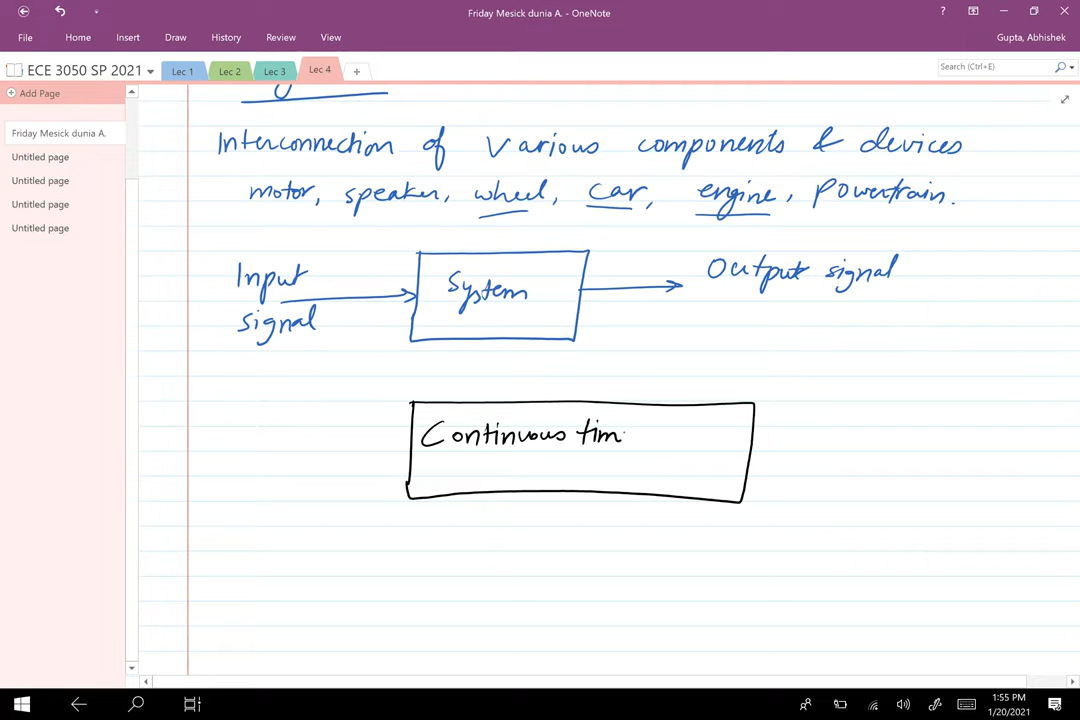 Friday Mesick dunia A. - OneNote
?
File Home Insert Draw History Review View
Gupta, Abhishek
ECE 3050 SP 2021
Lec 1 Lec 2 Lec 3 Lec 4 +
Search (Ctrl+E)
Add Page
Friday Mesick dunia A.
Untitled page
Untitled page
Untitled page
Untitled page
Interconnection of various components & devices
motor, speaker, wheel, car, engine, powertrain.
Input signal
System
Output signal
Continuous tim
1:55 PM
1/20/2021